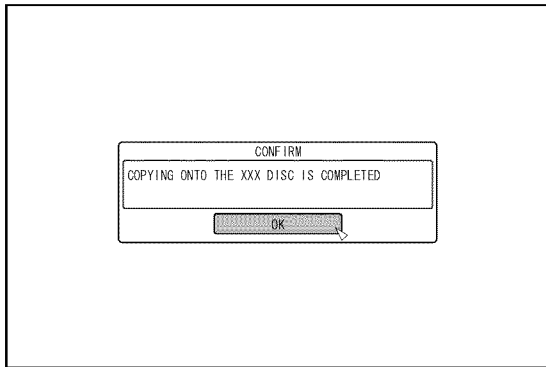 CONFIRM
COPYING ONTO THE XXX DISC IS COMPLETED
OK